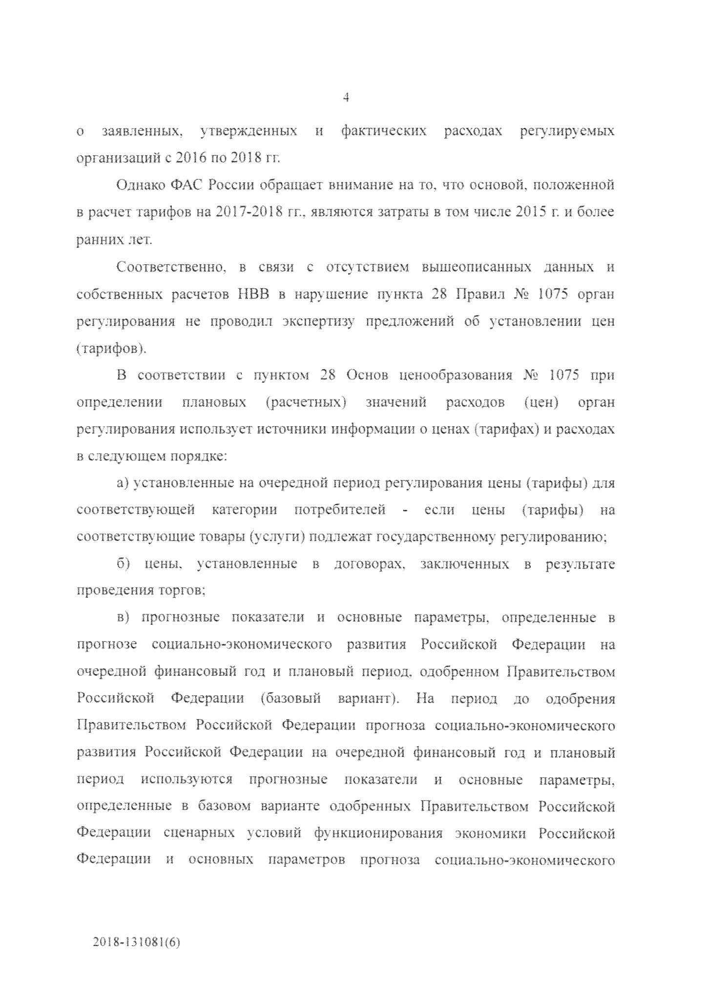 4
о заявленных, утвержденных и фактических расходах регулируемых
организаций с 2016 по 2018 гг.
Однако ФАС России обращает внимание на то, что основой, положенной
в расчет тарифов на 2017-2018 гг., являются затраты в том числе 2015 г. и более
ранних лет.
Соответственно, в связи с отсутствием вышеописанных данных и
собственных расчетов НВВ в нарушение пункта 28 Правил № 1075 орган
регулирования не проводил экспертизу предложений об установлении цен
(тарифов).
В соответствии с пунктом 28 Основ ценообразования № 1075 при
определении плановых (расчетных) значений расходов (цен) орган
регулирования использует источники информации о ценах (тарифах) и расходах
в следующем порядке:
а) установленные на очередной период регулирования цены (тарифы) для
соответствующей категории потребителей - если цены (тарифы) на
соответствующие товары (услуги) подлежат государственному регулированию;
б) цены, установленные в договорах, заключенных в результате
проведения торгов;
в) прогнозные показатели и основные параметры, определенные в
прогнозе социально-экономического развития Российской Федерации на
очередной финансовый год и плановый период, одобренном Правительством
Российской Федерации (базовый вариант). На период до одобрения
Правительством Российской Федерации прогноза социально-экономического
развития Российской Федерации на очередной финансовый год и плановый
период используются прогнозные показатели и основные параметры,
определенные в базовом варианте одобренных Правительством Российской
Федерации сценарных условий функционирования экономики Российской
Федерации и основных параметров прогноза социально-экономического
2018-131081(6)